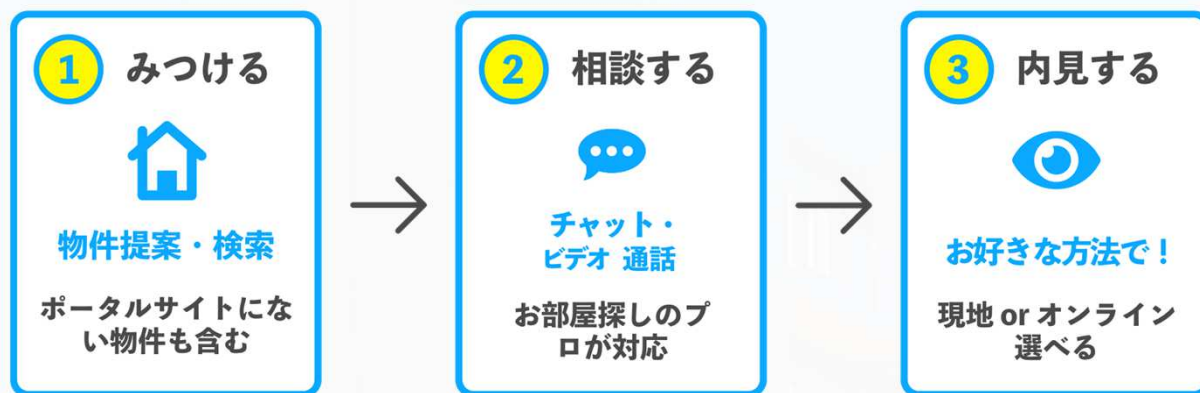 1 みつける
物件提案・検索
ポータルサイトにな
い物件も含む
2 相談する
チャット・
ビデオ 通話
お部屋探しのプ
ロが対応
3 内見する
お好きな方法で！
現地 or オンライン
選べる